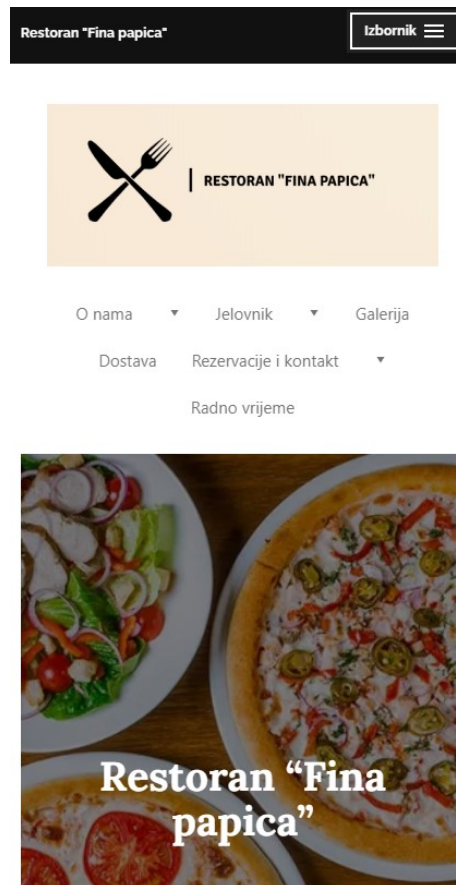 Restoran "Fina papica"
Izbornik
RESTORAN "FINA PAPICA"
O nama ▼ Jelovnik ▼ Galerija
Dostava Rezervacije i kontakt ▼
Radno vrijeme
Restoran “Fina
papica”